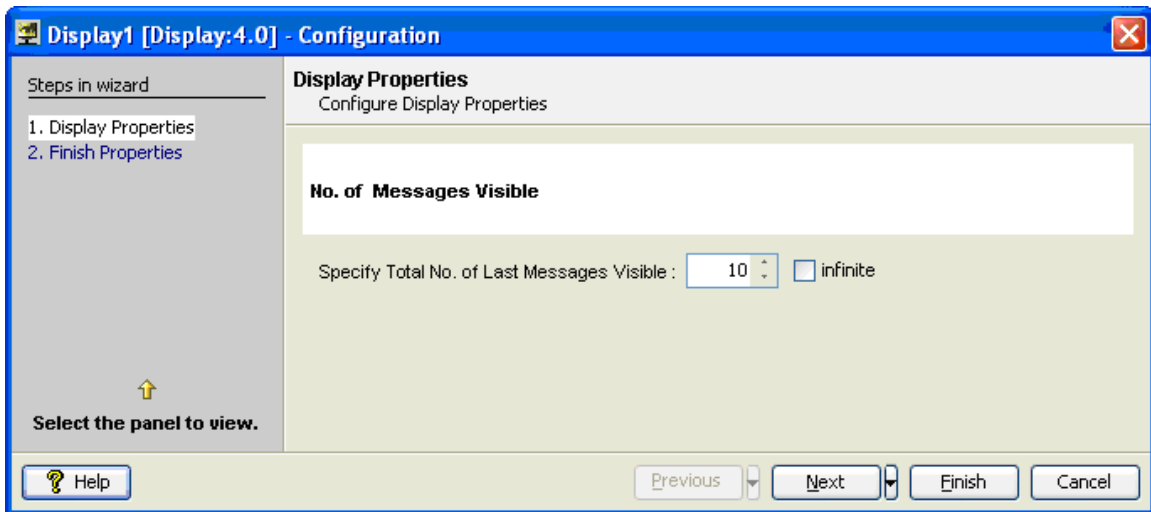 Display1 [Display:4.0] - Configuration
Steps in wizard
1. Display Properties
2. Finish Properties
Select the panel to view.
Display Properties
Configure Display Properties
No. of Messages Visible
Specify Total No. of Last Messages Visible : 10 infinite
Help Previous Next Finish Cancel